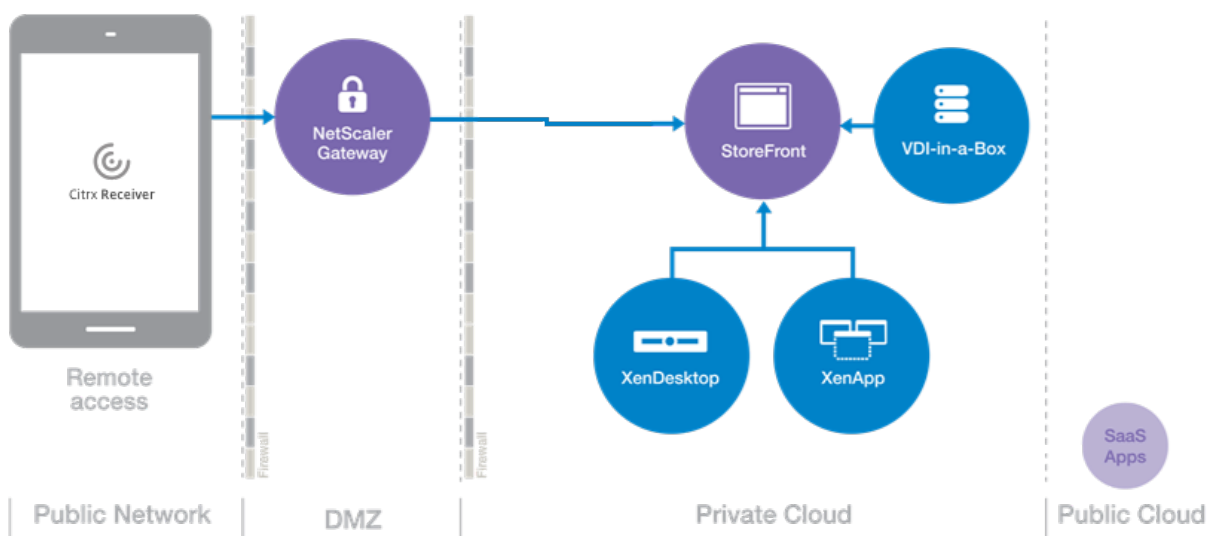 Citrx Receiver
Remote
access
Firewall
NetScaler
Gateway
Firewall
StoreFront
VDI-in-a-Box
XenDesktop
XenApp
SaaS
Apps
Public Network
DMZ
Private Cloud
Public Cloud